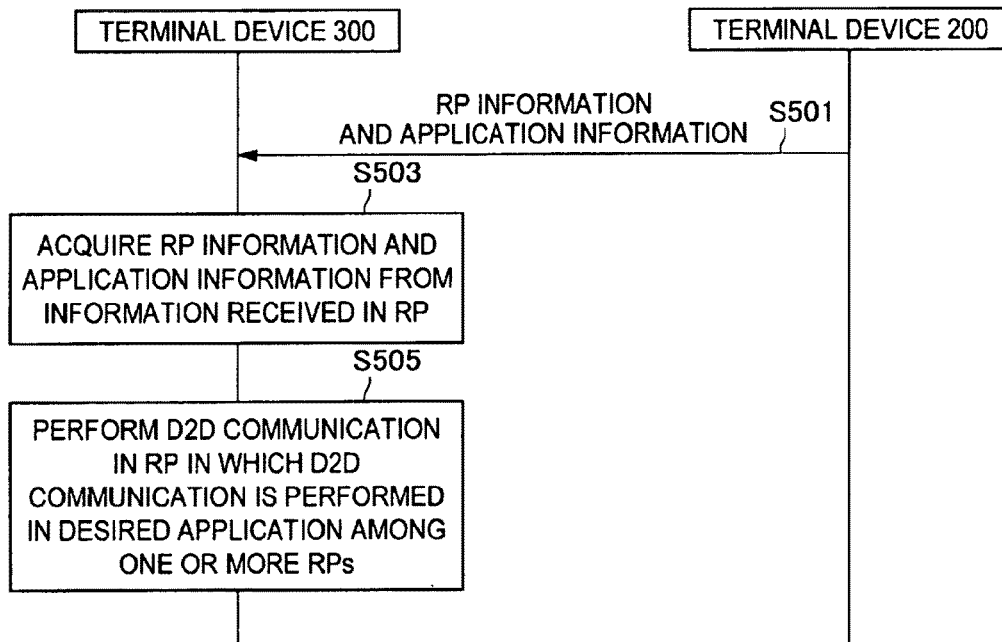 TERMINAL DEVICE 300
TERMINAL DEVICE 200
RP INFORMATION
AND APPLICATION INFORMATION
S501
S503
ACQUIRE RP INFORMATION AND
APPLICATION INFORMATION FROM
INFORMATION RECEIVED IN RP
S505
PERFORM D2D COMMUNICATION
IN RP IN WHICH D2D
COMMUNICATION IS PERFORMED
IN DESIRED APPLICATION AMONG
ONE OR MORE RPs